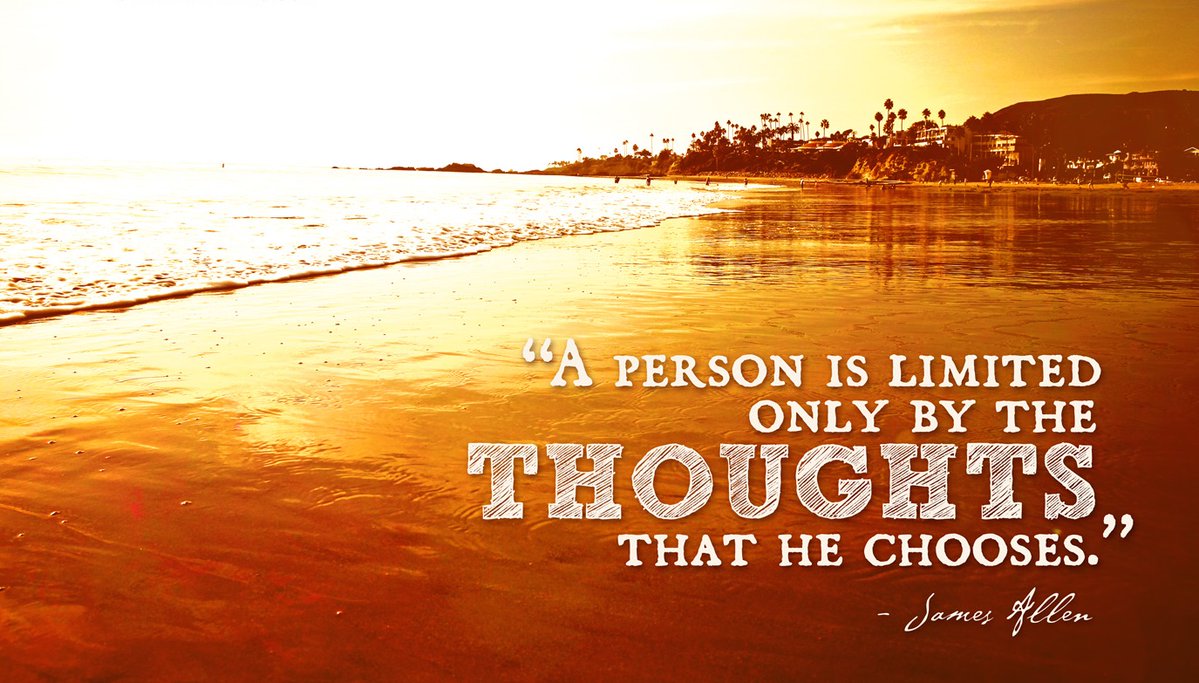 “A PERSON IS LIMITED
ONLY BY THE
THOUGHTS
THAT HE CHOOSES.”
- James Allen